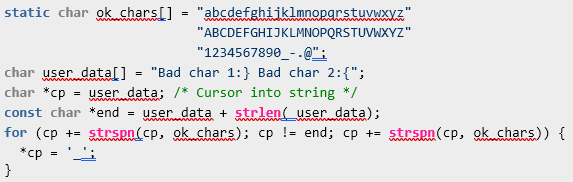 static char ok_chars[] = "abcdefghijklmnopqrstuvwxyz"
"ABCDEFGHIJKLMNOPQRSTUVWXYZ"
"1234567890_-.@";
char user_data[] = "Bad char 1:} Bad char 2:{";
char *cp = user_data; /* Cursor into string */
const char *end = user_data + strlen( user_data);
for (cp += strspn(cp, ok_chars); cp != end; cp += strspn(cp, ok_chars)) {
*cp = '_';
}